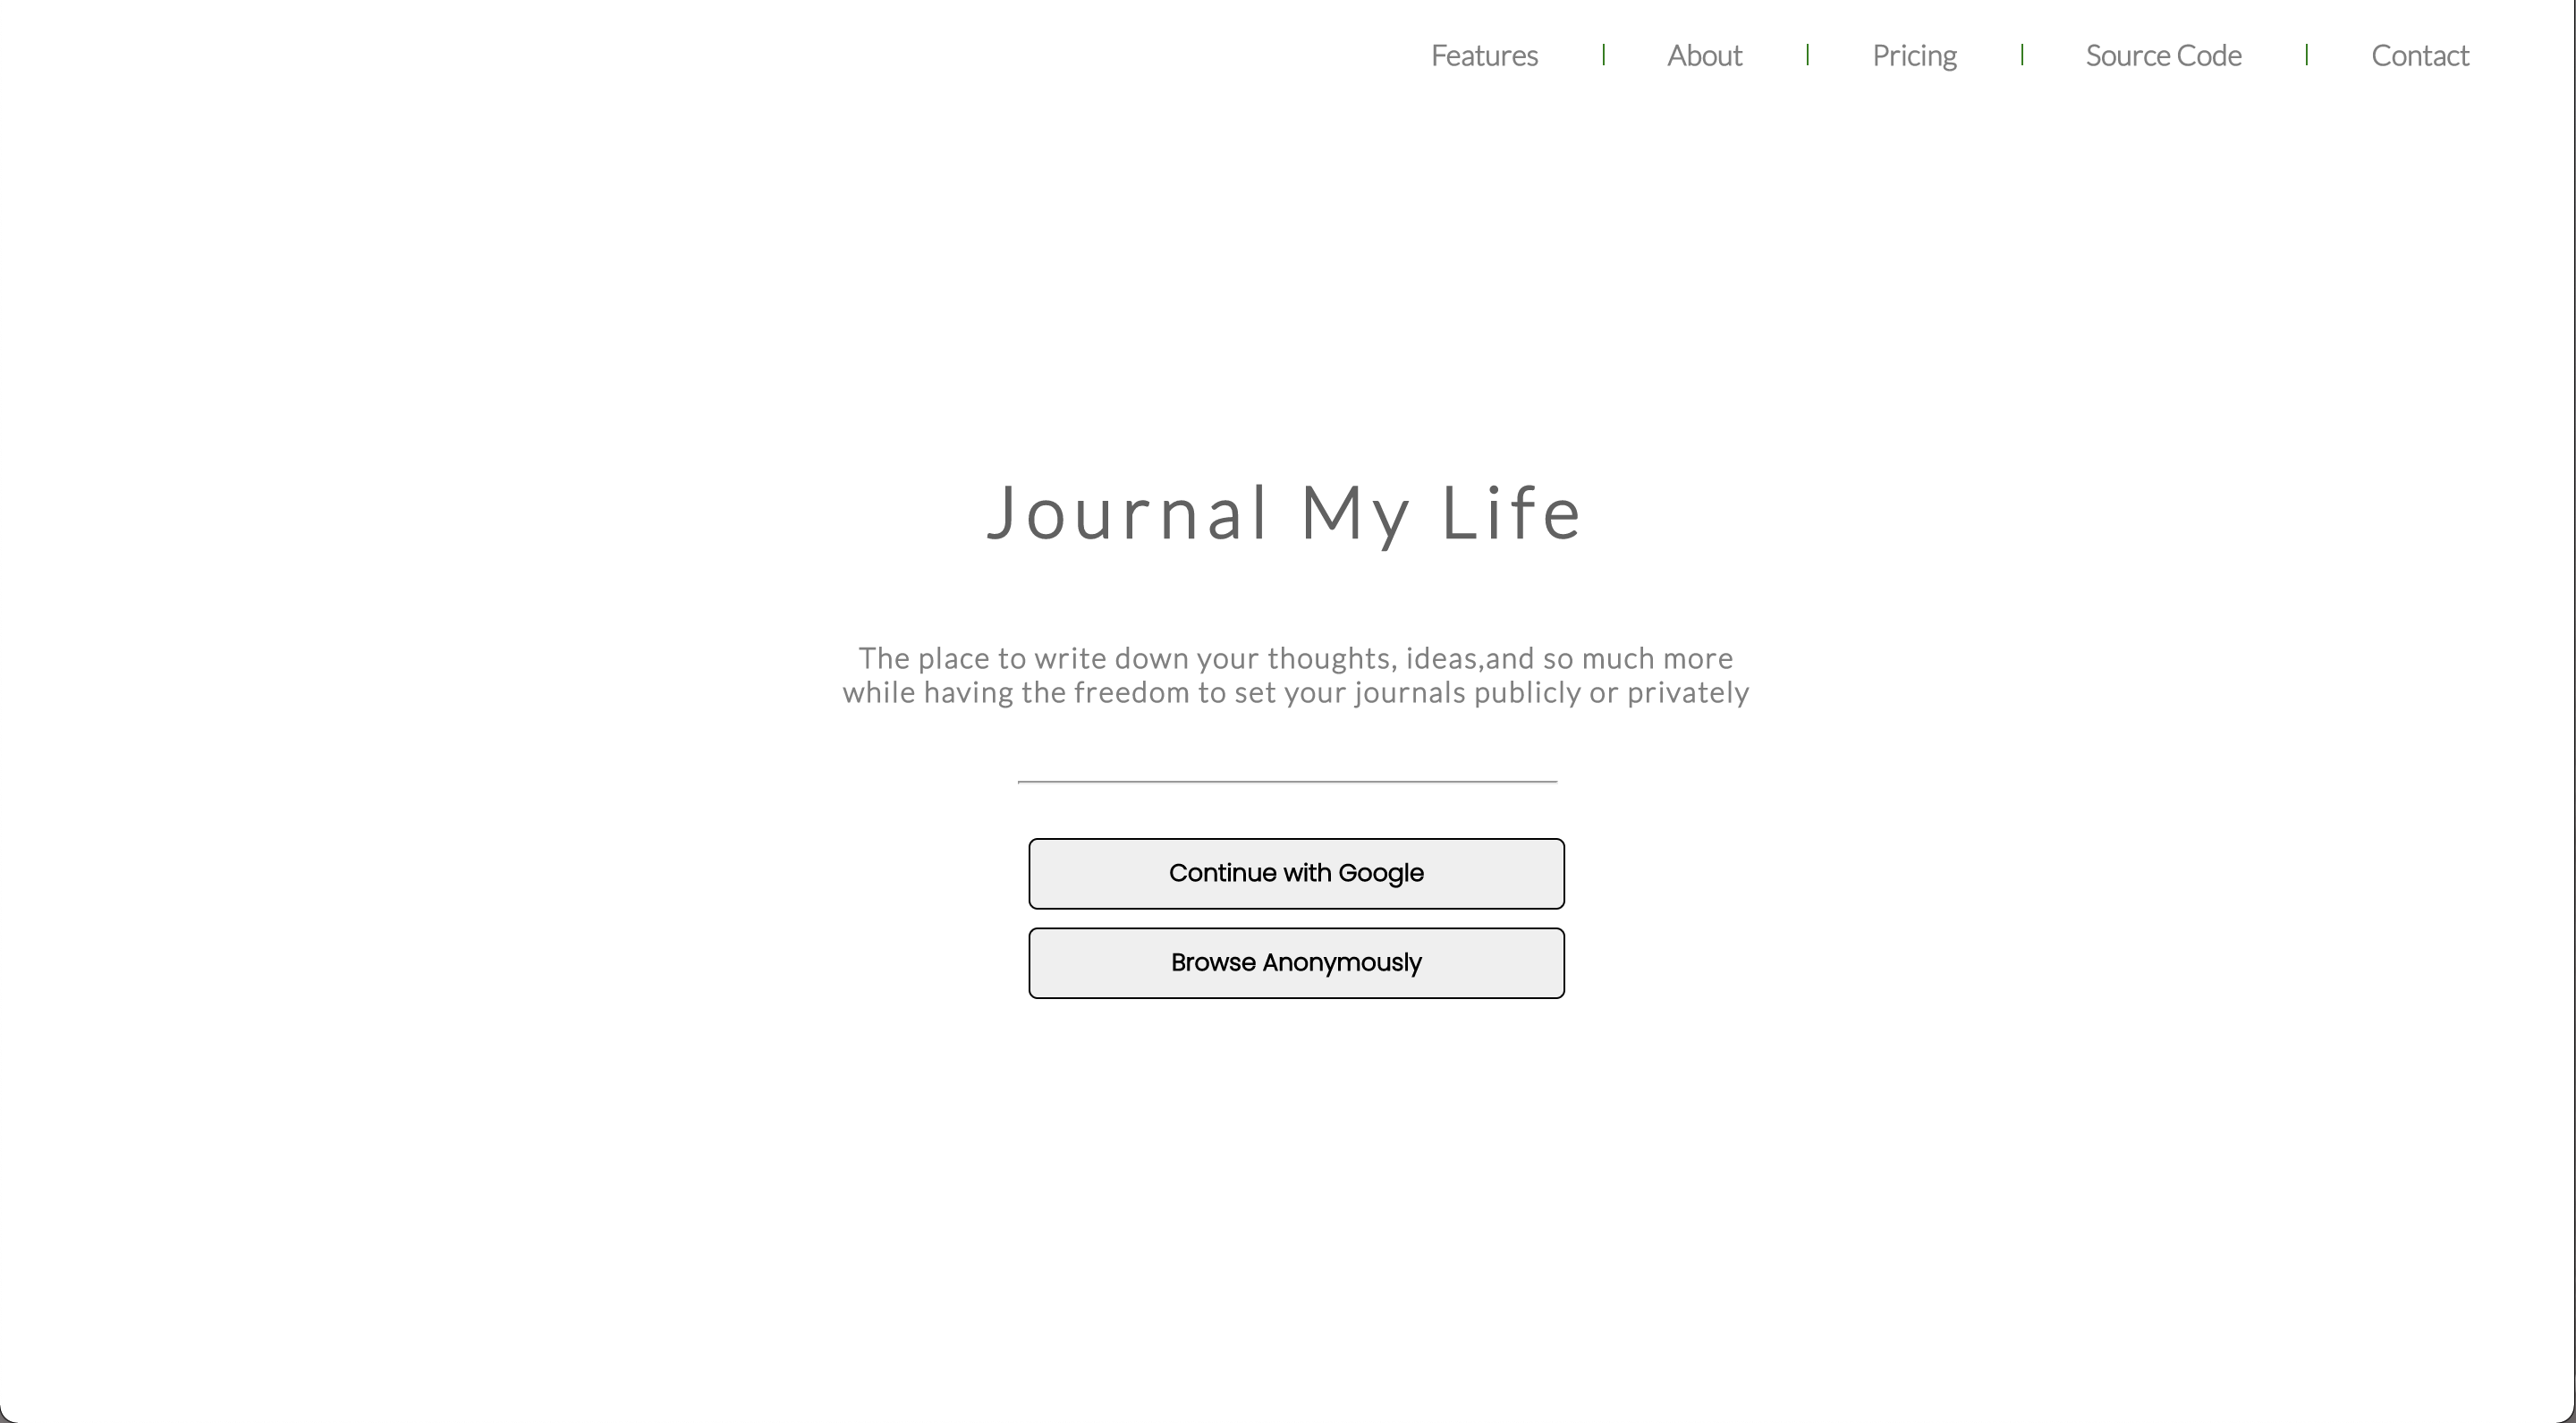 Features | About | Pricing | Source Code | Contact
Journal My Life
The place to write down your thoughts, ideas,and so much more
while having the freedom to set your journals publicly or privately
Continue with Google
Browse Anonymously